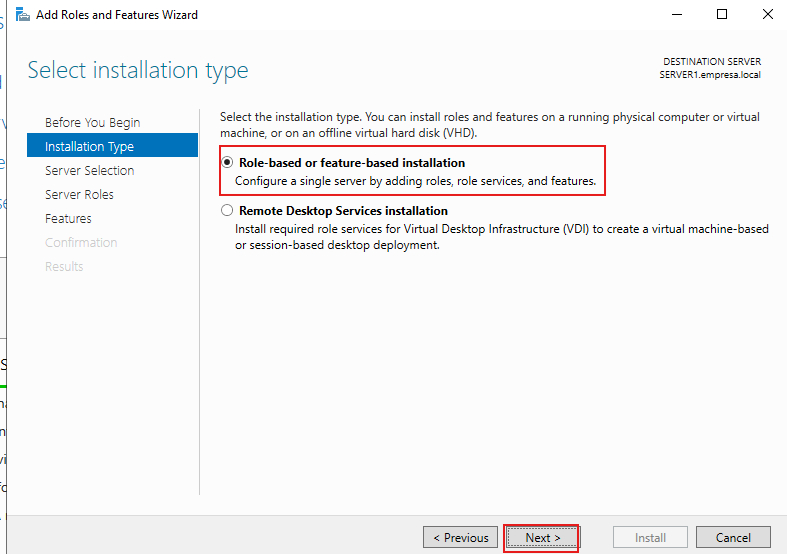 Add Roles and Features Wizard
Select installation type
DESTINATION SERVER
SERVER1.empresa.local
Before You Begin
Installation Type
Server Selection
Server Roles
Features
Confirmation
Results
Select the installation type. You can install roles and features on a running physical computer or virtual
machine, or on an offline virtual hard disk (VHD).
Role-based or feature-based installation
Configure a single server by adding roles, role services, and features.
Remote Desktop Services installation
Install required role services for Virtual Desktop Infrastructure (VDI) to create a virtual machine-based
or session-based desktop deployment.
< Previous
Next >
Install
Cancel